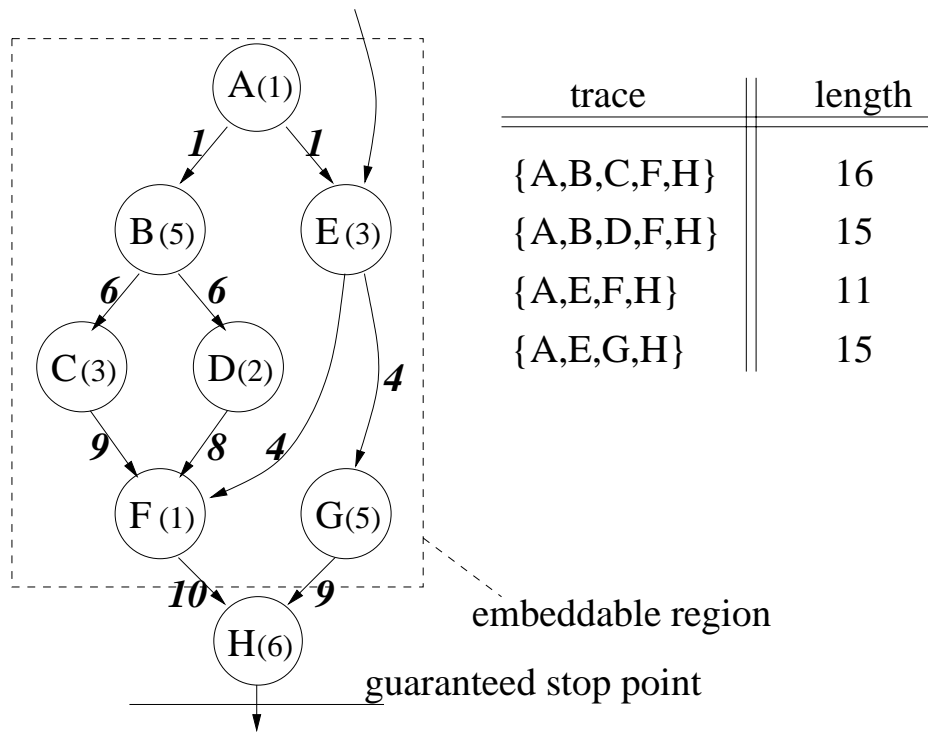 A(1)
1 1
B(5) E(3)
6 6
C(3) D(2)
4
9 8 4
F(1) G(5)
10 9
H(6)
embeddable region
guaranteed stop point
trace length
{A,B,C,F,H} 16
{A,B,D,F,H} 15
{A,E,F,H} 11
{A,E,G,H} 15